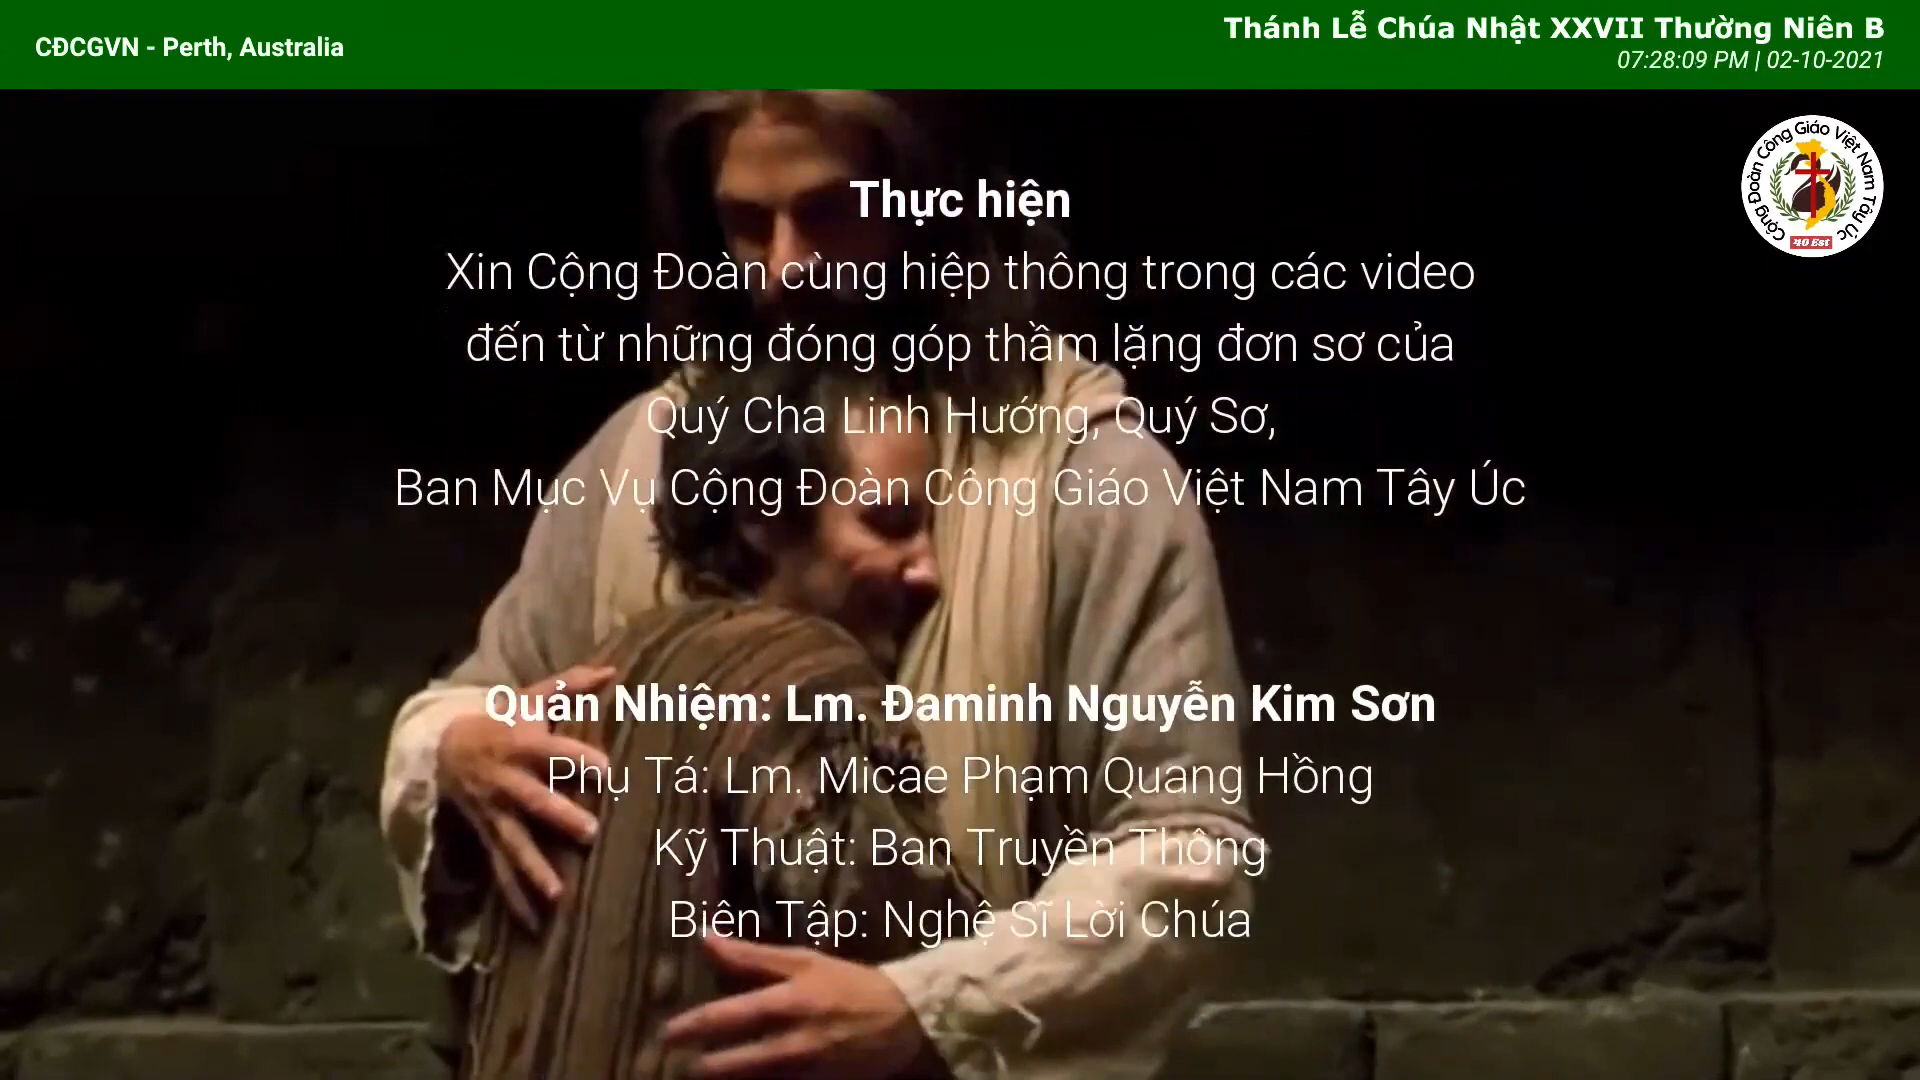 CĐCGVN - Perth, Australia
Thánh Lễ Chúa Nhật XXVII Thường Niên B
07:28:09 PM | 02-10-2021
Cộng Đoàn Công Giáo Việt Nam Tây Úc
40 Est
Thực hiện
Xin Cộng Đoàn cùng hiệp thông trong các video
đến từ những đóng góp thầm lặng đơn sơ của
Quý Cha Linh Hướng, Quý Sơ,
Ban Mục Vụ Cộng Đoàn Công Giáo Việt Nam Tây Úc
Quản Nhiệm: Lm. Đaminh Nguyễn Kim Sơn
Phụ Tá: Lm. Micae Phạm Quang Hồng
Kỹ Thuật: Ban Truyền Thông
Biên Tập: Nghệ Sĩ Lời Chúa